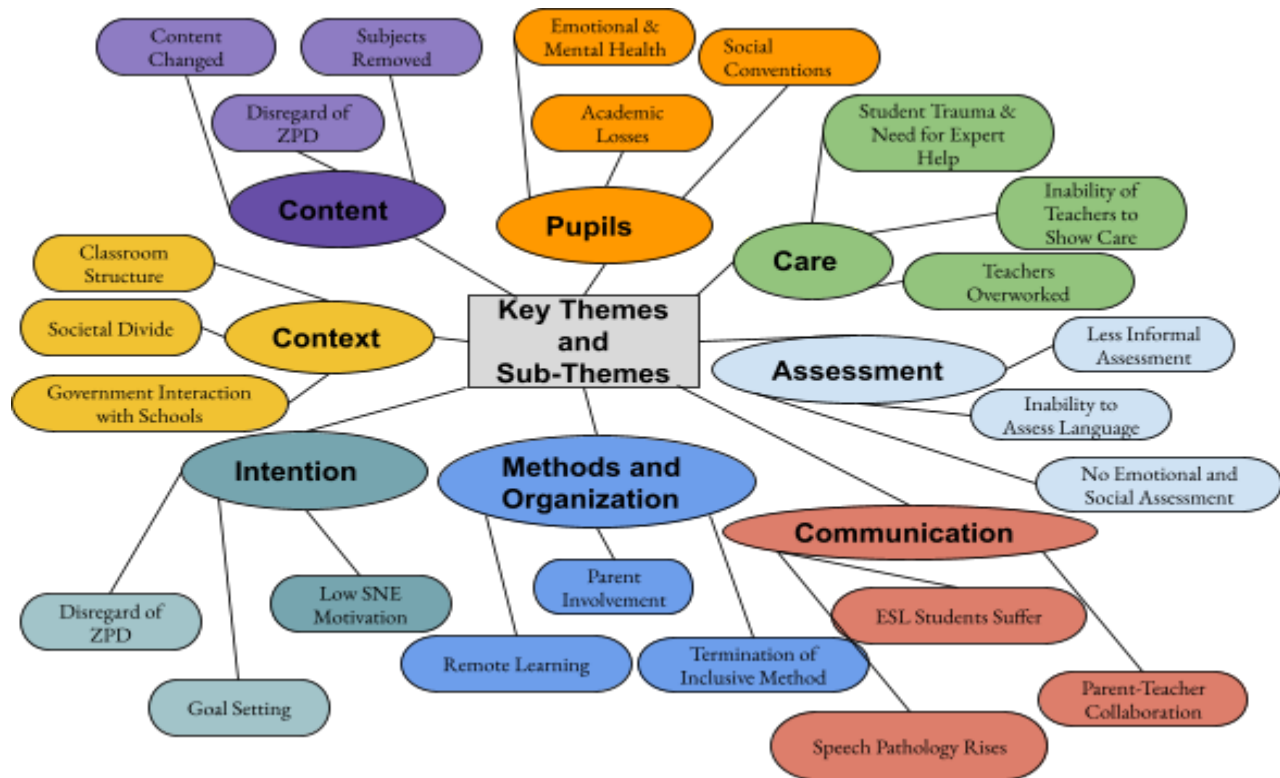 Content
Changed
Subjects
Removed
Disregard of
ZPD
Content
Emotional &
Mental Health
Social
Conventions
Academic
Losses
Pupils
Student Trauma &
Need for Expert
Help
Inability of
Teachers to
Show Care
Teachers
Overworked
Care
Classroom
Structure
Societal Divide
Government Interaction
with Schools
Context
Key Themes
and
Sub-Themes
Assessment
Less Informal
Assessment
Inability to
Assess Language
No Emotional and
Social Assessment
Intention
Disregard of
ZPD
Goal Setting
Low SNE
Motivation
Methods and
Organization
Remote Learning
Parent
Involvement
Termination of
Inclusive Method
Communication
ESL Students Suffer
Speech Pathology Rises
Parent-Teacher
Collaboration